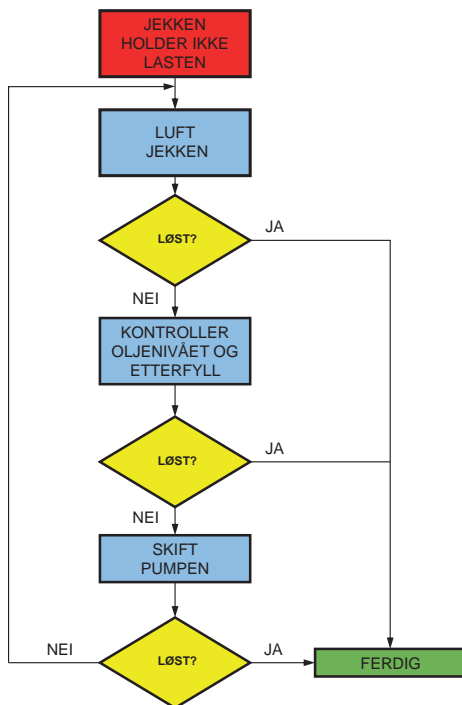 JEKKEN
HOLDER IKKE
LASTEN
LUFT
JEKKEN
LØST?
JA
NEI
KONTROLLER
OLJENIVÅET OG
ETTERFYLL
LØST?
JA
NEI
SKIFT
PUMPEN
NEI
LØST?
JA
FERDIG